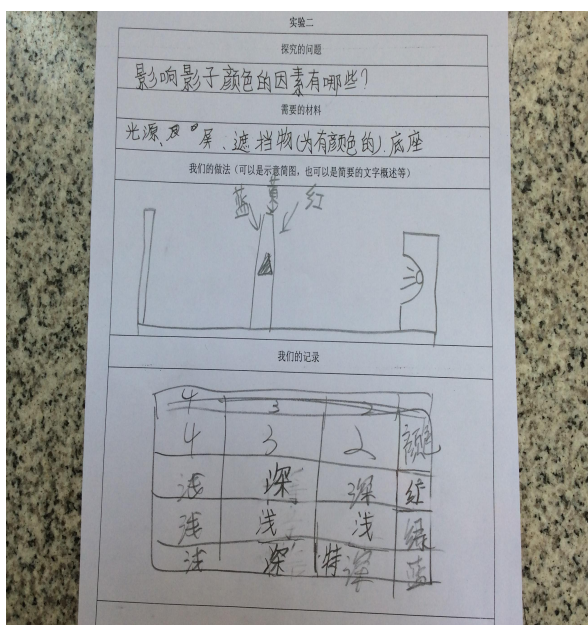 实验二
探究的问题
影响影子颜色的因素有哪些?
需要的材料
光源、屏、遮挡物(为有颜色的)、底座
我们的做法(可以是示意简图,也可以是简要的文字概述等)
蓝 黄 红
我们的记录
4 3 2
4 3 2 颜色
浅 深 深 红
浅 浅 浅 绿
浅 深 特深 蓝